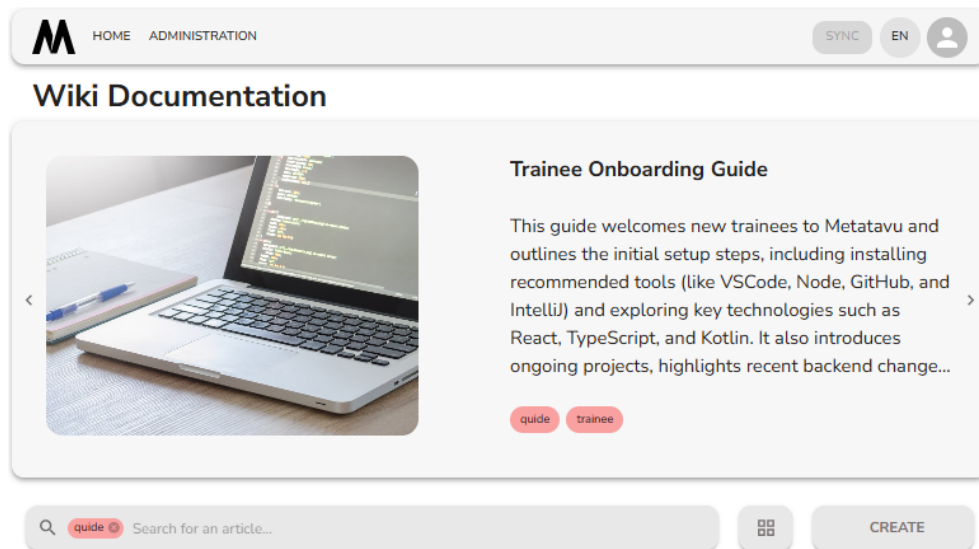 HOME ADMINISTRATION SYNC EN
Wiki Documentation
Trainee Onboarding Guide
This guide welcomes new trainees to Metatavu and
outlines the initial setup steps, including installing
recommended tools (like VSCode, Node, GitHub, and
IntelliJ) and exploring key technologies such as
React, TypeScript, and Kotlin. It also introduces
ongoing projects, highlights recent backend change...
quide trainee
quide Search for an article... CREATE